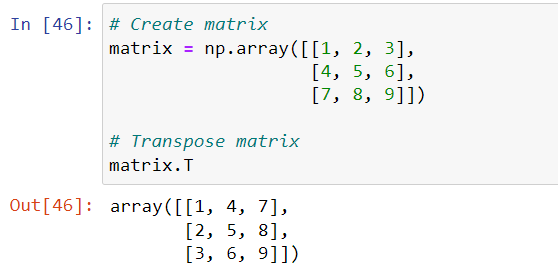 In [46]: # Create matrix
matrix = np.array([[1, 2, 3],
[4, 5, 6],
[7, 8, 9]])
# Transpose matrix
matrix.T
Out[46]: array([[1, 4, 7],
[2, 5, 8],
[3, 6, 9]])